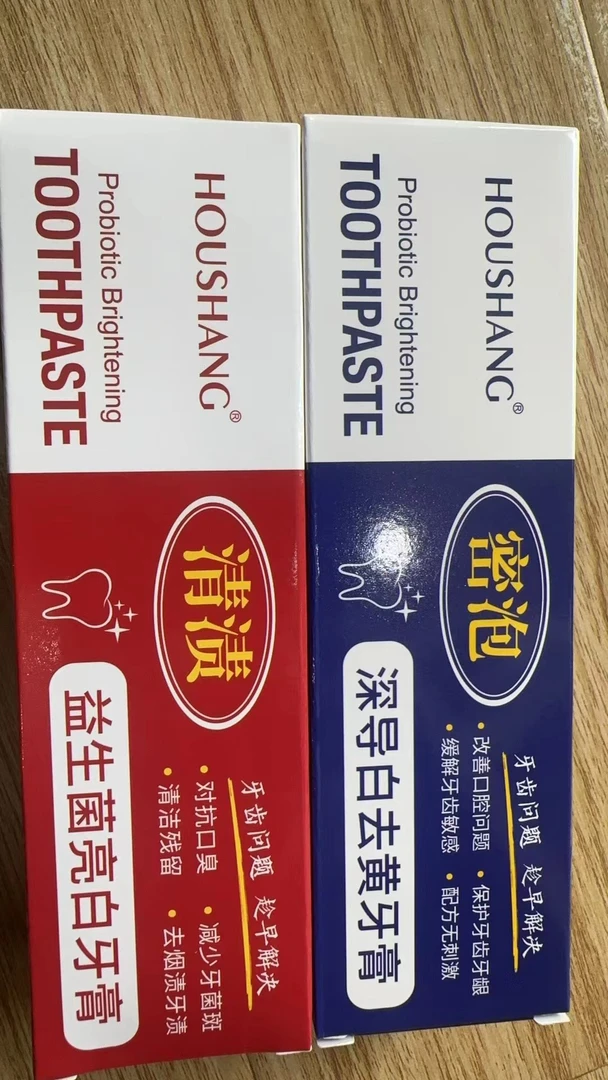 HOUSHANG®
Probiotic Brightening
TOOTHPASTE
清渍
益生菌亮白牙膏
牙齿问题 趁早解决
• 对抗口臭 • 减少牙菌斑
• 清洁残留 • 去烟渍牙渍
HOUSHANG®
Probiotic Brightening
TOOTHPASTE
密泡
深导白去黄牙膏
牙齿问题 趁早解决
• 改善口腔问题 • 保护牙齿牙龈
• 缓解牙齿敏感 • 配方无刺激